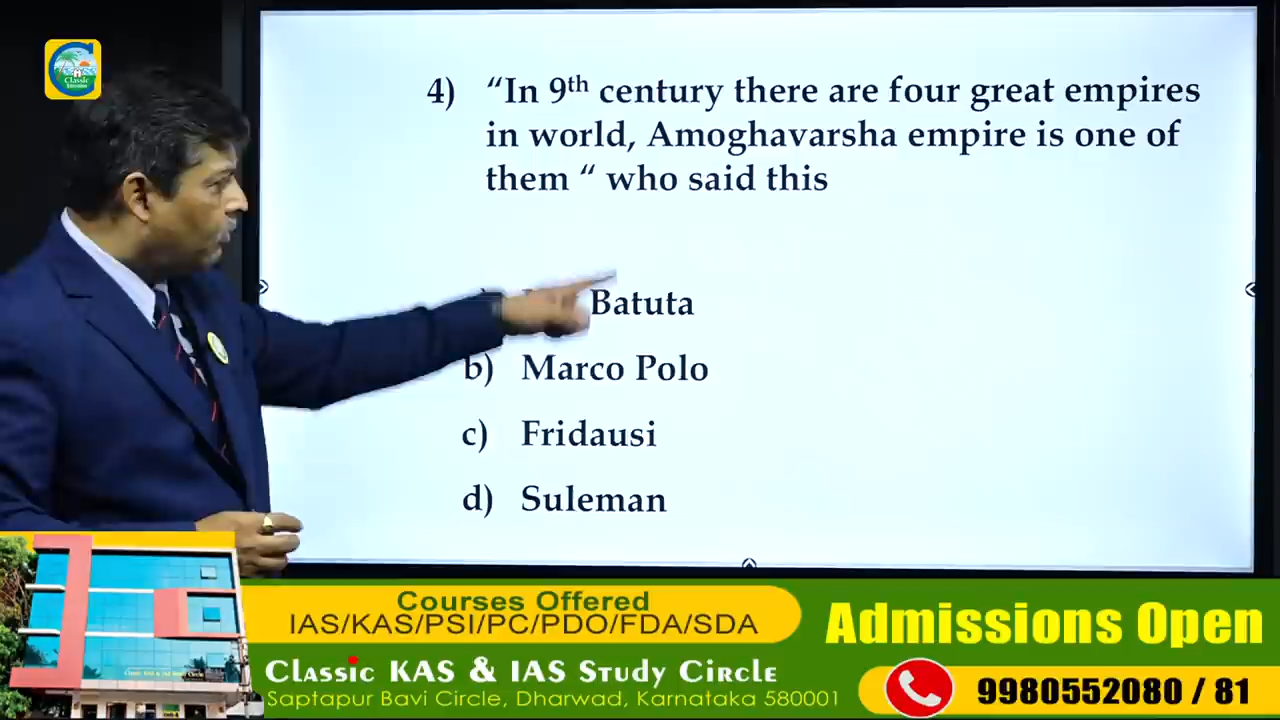 Classic
Education
4) “In 9th century there are four great empires
in world, Amoghavarsha empire is one of
them “ who said this
Batuta
b) Marco Polo
c) Fridausi
d) Suleman
Courses Offered
IAS/KAS/PSI/PC/PDO/FDA/SDA
Admissions Open
Classic KAS & IAS Study Circle
Saptapur Bavi Circle, Dharwad, Karnataka 580001
9980552080 / 81